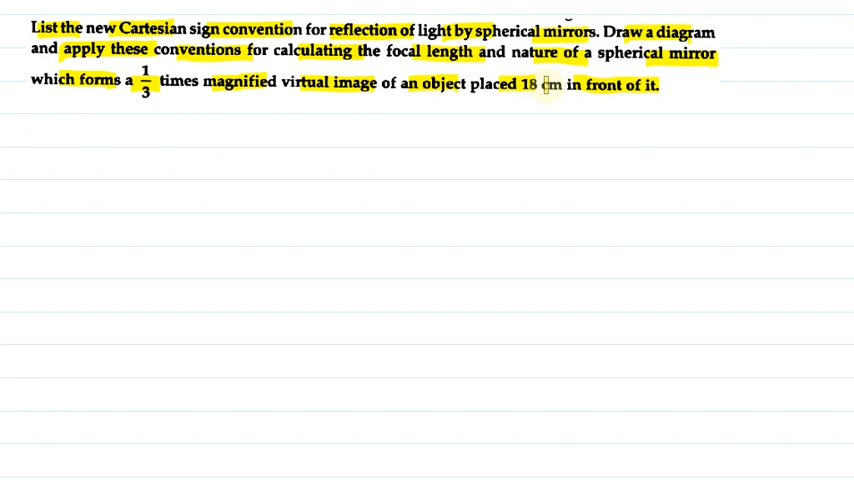 List the new Cartesian sign convention for reflection of light by spherical mirrors. Draw a diagram
and apply these conventions for calculating the focal length and nature of a spherical mirror
which forms a 1/3 times magnified virtual image of an object placed 18 cm in front of it.